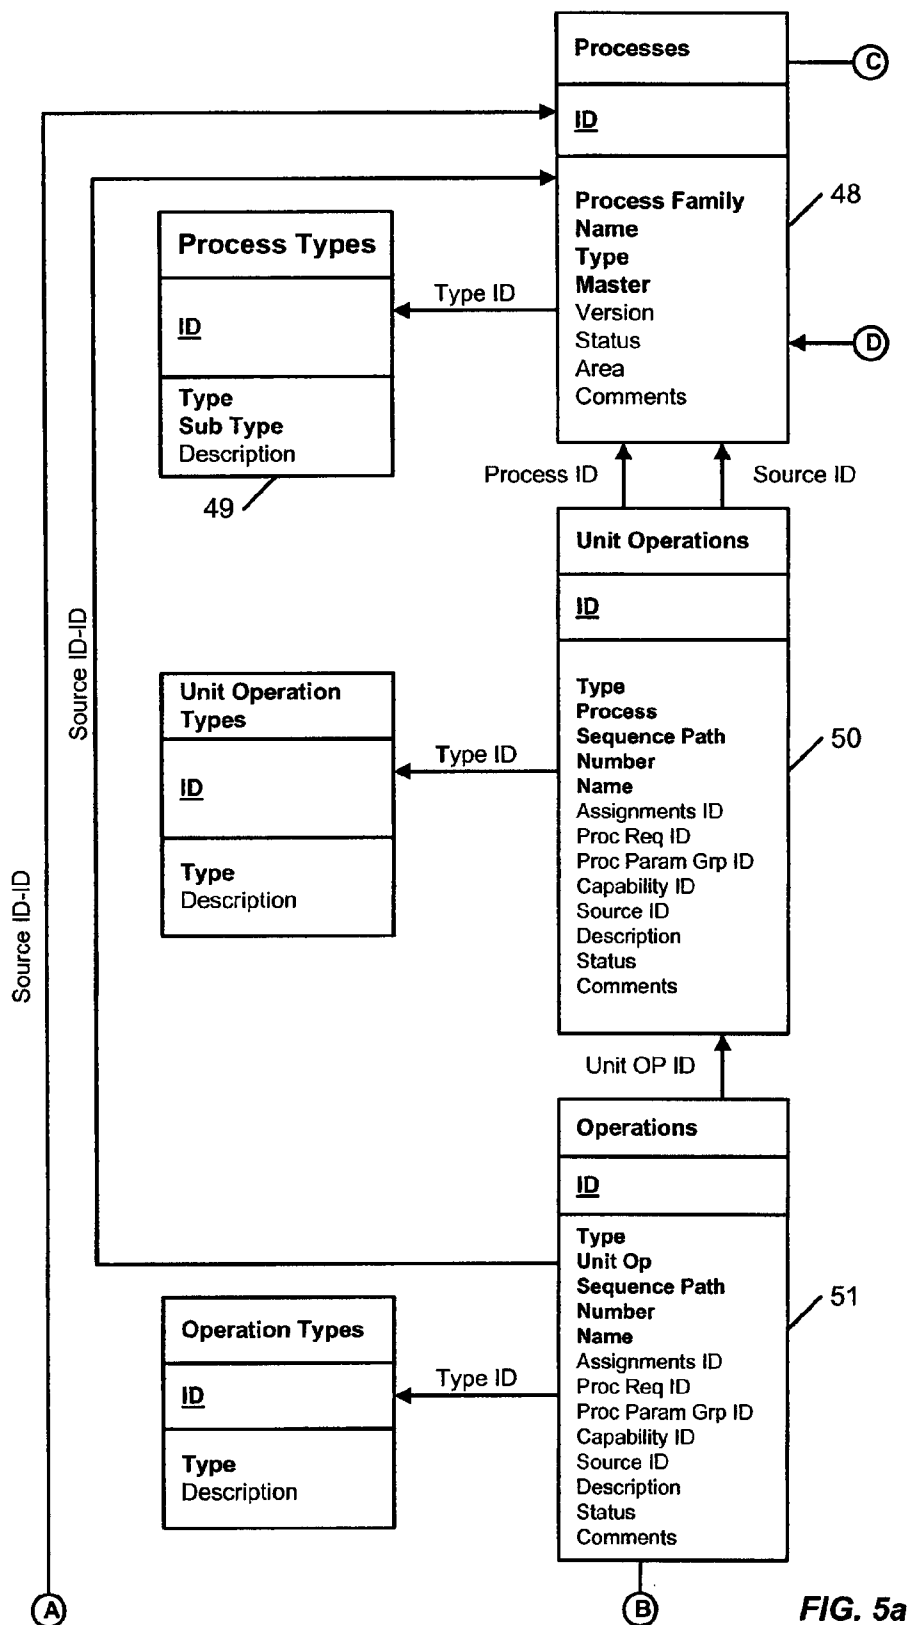 Processes
C
ID
Process Family
Name
Type
Master
Version
Status
Area
Comments
48
D
Process Types
ID
Type
Sub Type
Description
49
Type ID
Process ID
Source ID
Unit Operations
ID
Type
Process
Sequence Path
Number
Name
Assignments ID
Proc Req ID
Proc Param Grp ID
Capability ID
Source ID
Description
Status
Comments
50
Source ID-ID
Source ID-ID
Unit Operation
Types
ID
Type
Description
Type ID
Unit OP ID
Operations
ID
Type
Unit Op
Sequence Path
Number
Name
Assignments ID
Proc Req ID
Proc Param Grp ID
Capability ID
Source ID
Description
Status
Comments
51
Operation Types
ID
Type
Description
Type ID
A
B
FIG. 5a